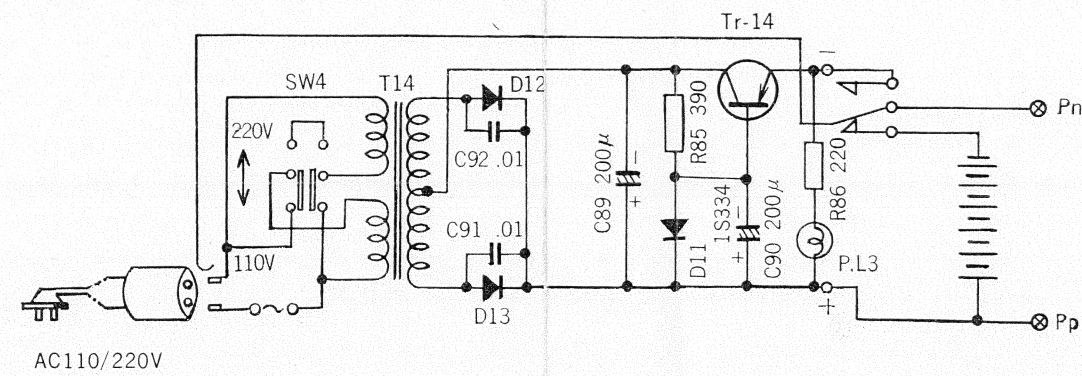 Tr-14
SW4
T14
D12
220V
C92 .01
R85 390
−
Pn
C89 200μ
−
+
C91 .01
D11
1S334
−
+
C90 200μ
R86 220
110V
P.L3
D13
+
Pp
AC110/220V